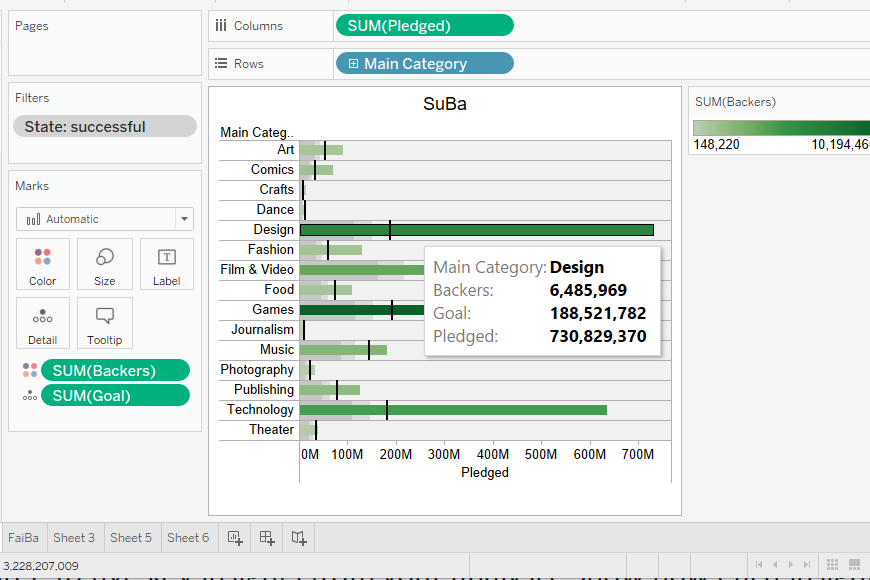 Pages
Columns
SUM(Pledged)
Rows
Main Category
Filters
State: successful
Marks
Automatic
Color
Size
Label
Detail
Tooltip
SUM(Backers)
SUM(Goal)
SuBa
Main Categ..
Art
Comics
Crafts
Dance
Design
Fashion
Film & Video
Food
Games
Journalism
Music
Photography
Publishing
Technology
Theater
0M 100M 200M 300M 400M 500M 600M 700M
Pledged
Main Category: Design
Backers: 6,485,969
Goal: 188,521,782
Pledged: 730,829,370
SUM(Backers)
148,220 10,194,46
FaiBa Sheet 3 Sheet 5 Sheet 6
3,228,207,009